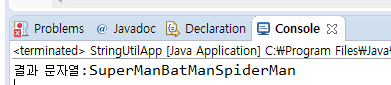 Problems @ Javadoc Declaration Console
<terminated> StringUtilApp [Java Application] C:₩Program Files₩Java₩
결과 문자열:SuperManBatManSpiderMan